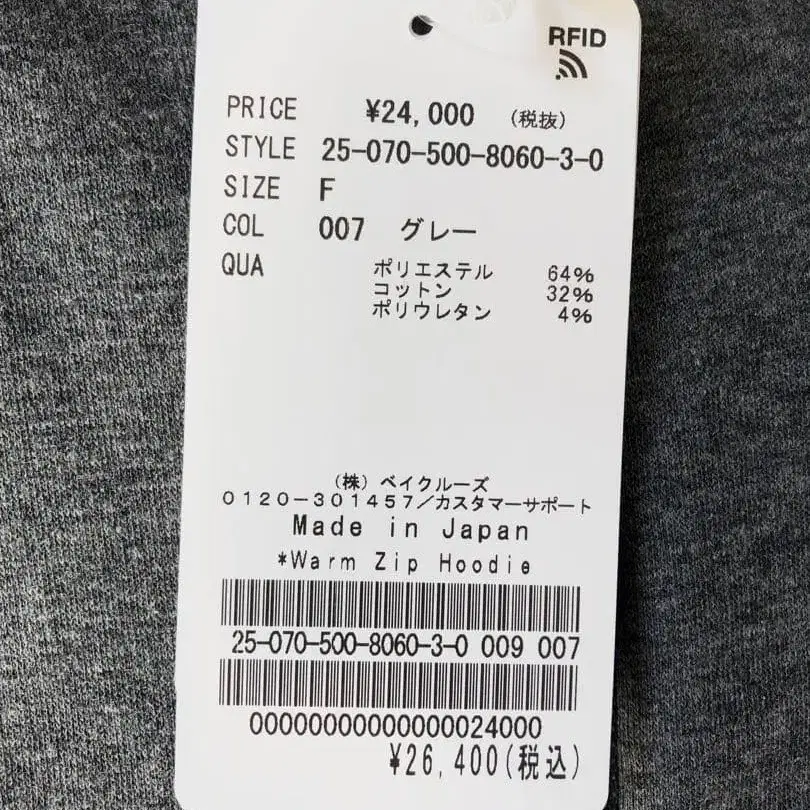 RFID
PRICE ¥24,000 (税抜)
STYLE 25-070-500-8060-3-0
SIZE F
COL 007 グレー
QUA ポリエステル 64%
コットン 32%
ポリウレタン 4%
(株) ベイクルーズ
0120-301457/カスタマーサポート
Made in Japan
*Warm Zip Hoodie
25-070-500-8060-3-0 009 007
00000000000000024000
¥26,400(税込)